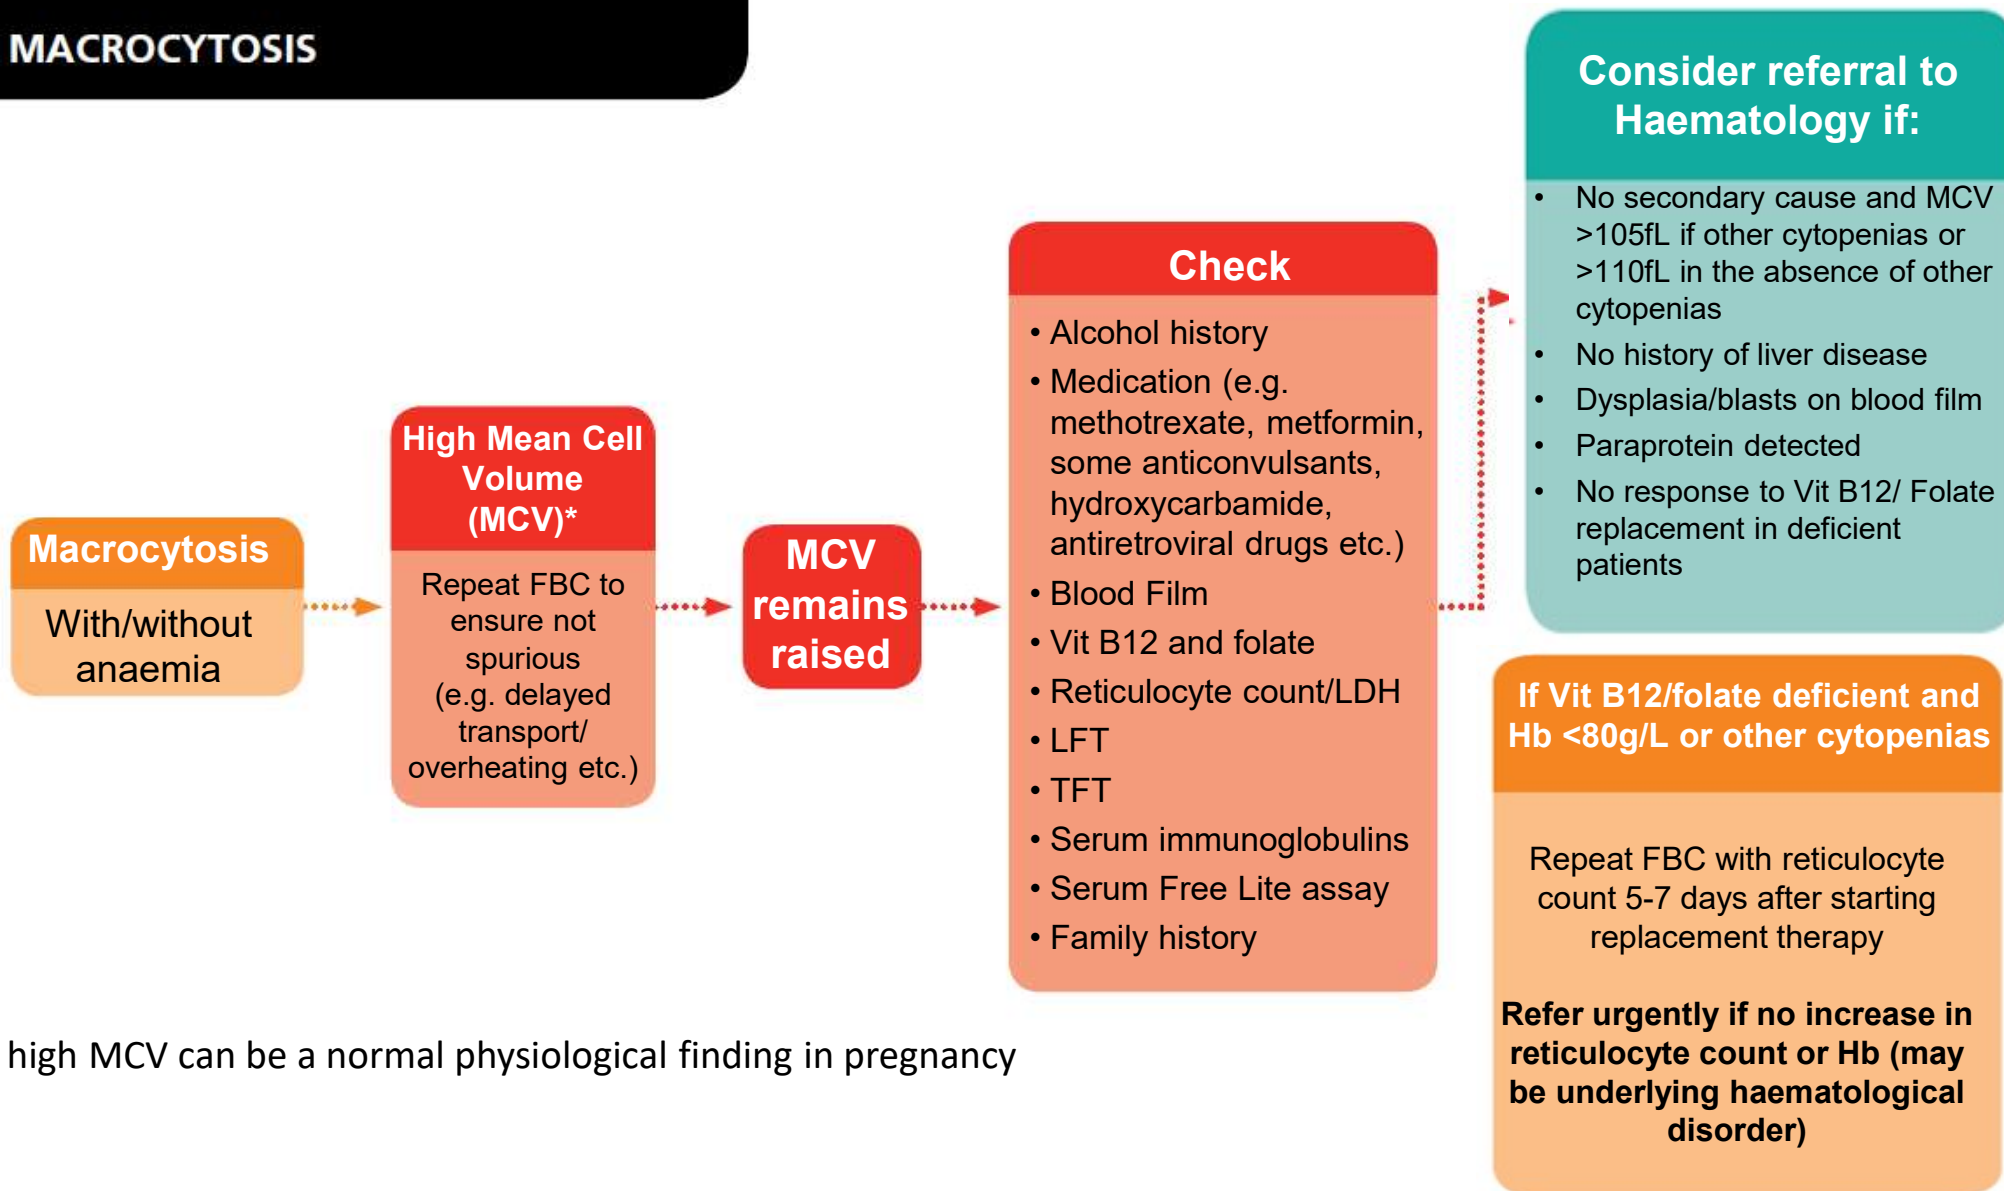 MACROCYTOSIS
Macrocytosis
With/without
anaemia
High Mean Cell
Volume
(MCV)*
Repeat FBC to
ensure not
spurious
(e.g. delayed
transport/
overheating etc.)
MCV
remains
raised
Check
• Alcohol history
• Medication (e.g.
methotrexate, metformin,
some anticonvulsants,
hydroxycarbamide,
antiretroviral drugs etc.)
• Blood Film
• Vit B12 and folate
• Reticulocyte count/LDH
• LFT
• TFT
• Serum immunoglobulins
• Serum Free Lite assay
• Family history
Consider referral to
Haematology if:
• No secondary cause and MCV
>105fL if other cytopenias or
>110fL in the absence of other
cytopenias
• No history of liver disease
• Dysplasia/blasts on blood film
• Paraprotein detected
• No response to Vit B12/ Folate
replacement in deficient
patients
If Vit B12/folate deficient and
Hb <80g/L or other cytopenias
Repeat FBC with reticulocyte
count 5-7 days after starting
replacement therapy
Refer urgently if no increase in
reticulocyte count or Hb (may
be underlying haematological
disorder)
high MCV can be a normal physiological finding in pregnancy